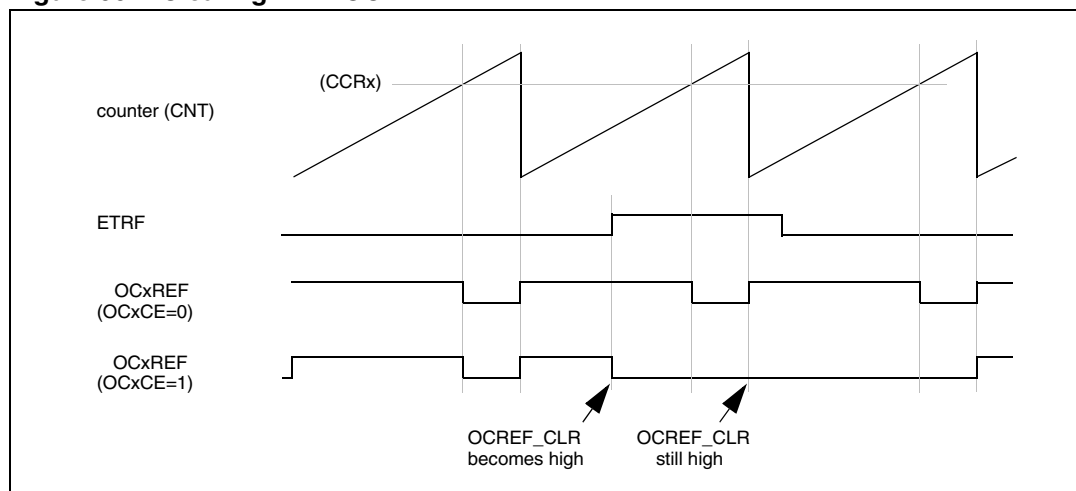 (CCRx)
counter (CNT)
ETRF
OCxREF
(OCxCE=0)
OCxREF
(OCxCE=1)
OCREF_CLR
becomes high
OCREF_CLR
still high